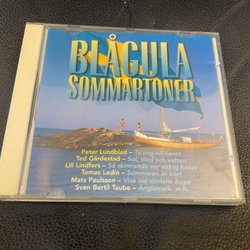 BLÅGULA
SOMMARTONER
Peter Lundblad – Ta mig till havet
Ted Gärdestad – Sol, vind och vatten
Lill Lindfors – Så skimrande var aldrig havet
Tomas Ledin – Sommaren är kort
Mats Paulson – Visa vid vindens ängar
Sven Bertil Taube – Änglamark m.fl.